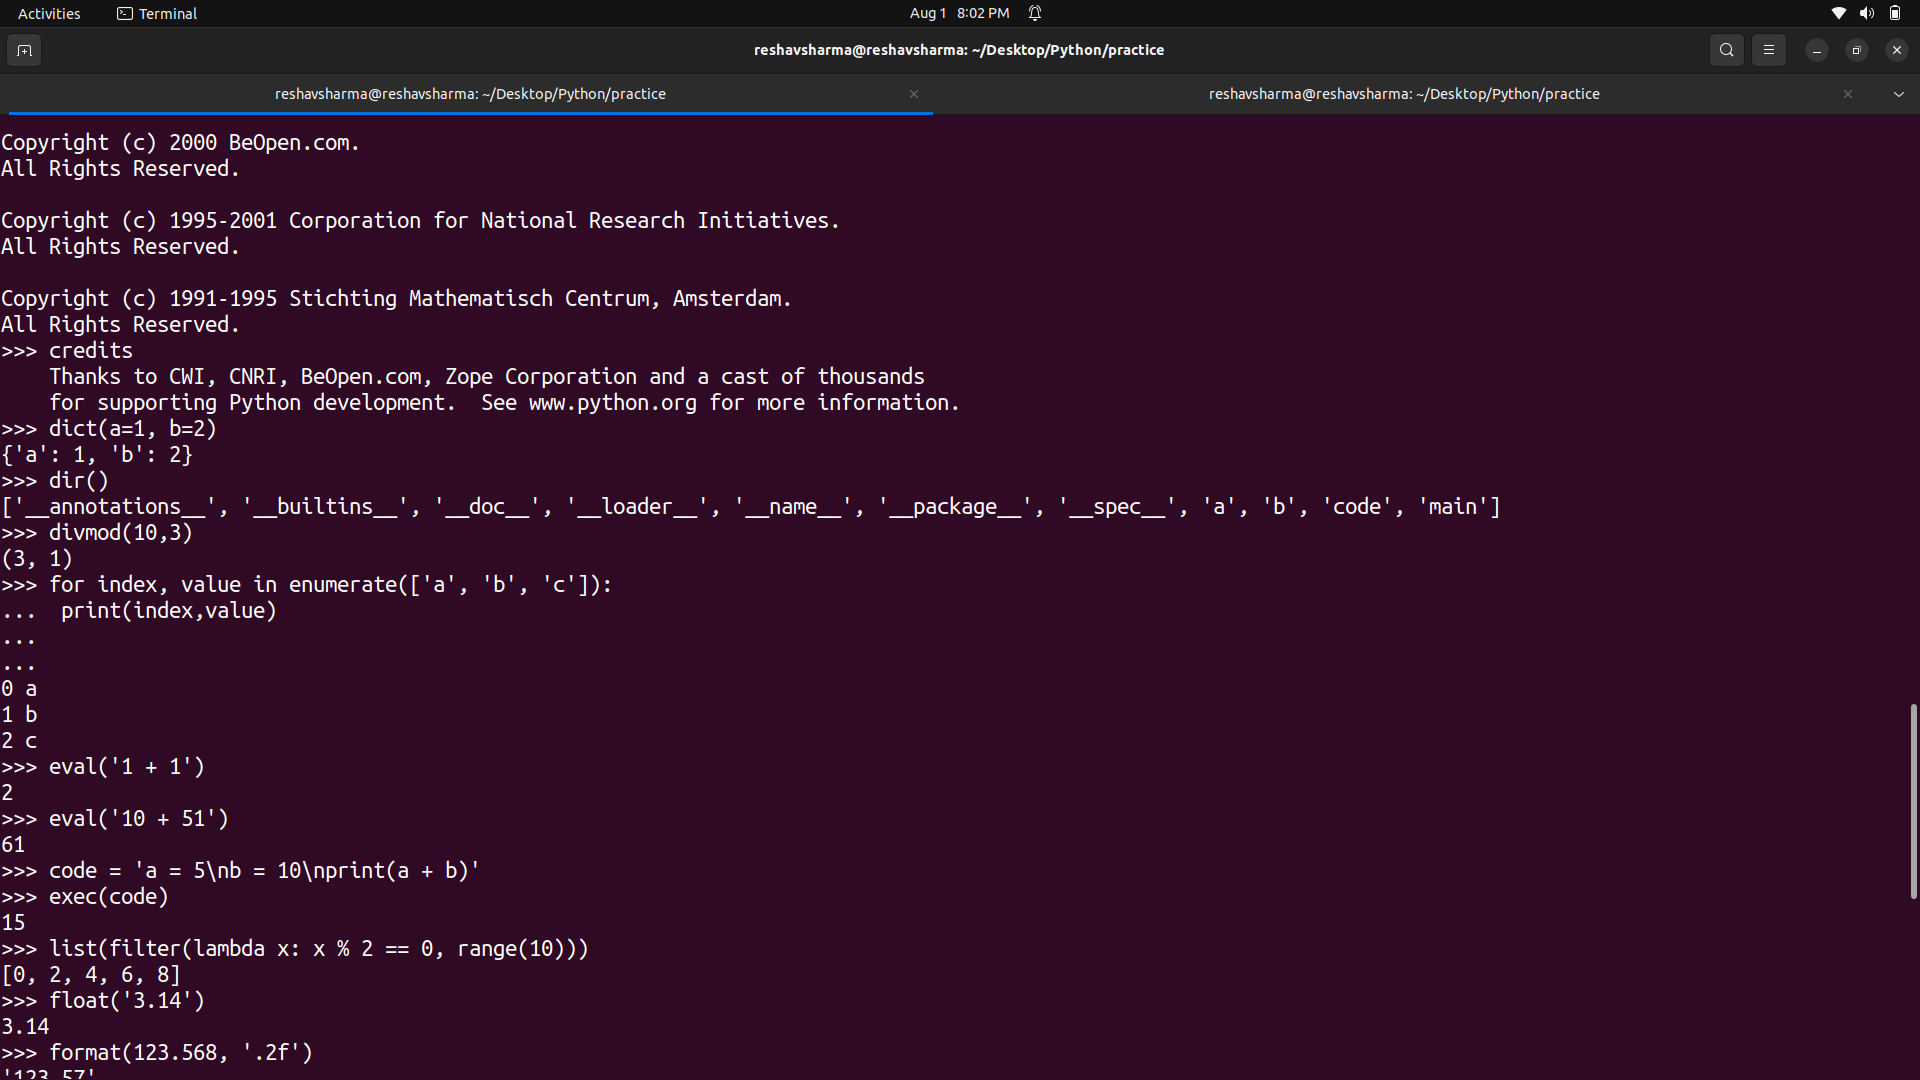 Activities Terminal Aug 1 8:02 PM
reshavsharma@reshavsharma: ~/Desktop/Python/practice
reshavsharma@reshavsharma: ~/Desktop/Python/practice reshavsharma@reshavsharma: ~/Desktop/Python/practice
Copyright (c) 2000 BeOpen.com.
All Rights Reserved.

Copyright (c) 1995-2001 Corporation for National Research Initiatives.
All Rights Reserved.

Copyright (c) 1991-1995 Stichting Mathematisch Centrum, Amsterdam.
All Rights Reserved.
>>> credits
    Thanks to CWI, CNRI, BeOpen.com, Zope Corporation and a cast of thousands
    for supporting Python development.  See www.python.org for more information.
>>> dict(a=1, b=2)
{'a': 1, 'b': 2}
>>> dir()
['__annotations__', '__builtins__', '__doc__', '__loader__', '__name__', '__package__', '__spec__', 'a', 'b', 'code', 'main']
>>> divmod(10,3)
(3, 1)
>>> for index, value in enumerate(['a', 'b', 'c']):
...  print(index,value)
...
...
0 a
1 b
2 c
>>> eval('1 + 1')
2
>>> eval('10 + 51')
61
>>> code = 'a = 5\nb = 10\nprint(a + b)'
>>> exec(code)
15
>>> list(filter(lambda x: x % 2 == 0, range(10)))
[0, 2, 4, 6, 8]
>>> float('3.14')
3.14
>>> format(123.568, '.2f')
'123.57'